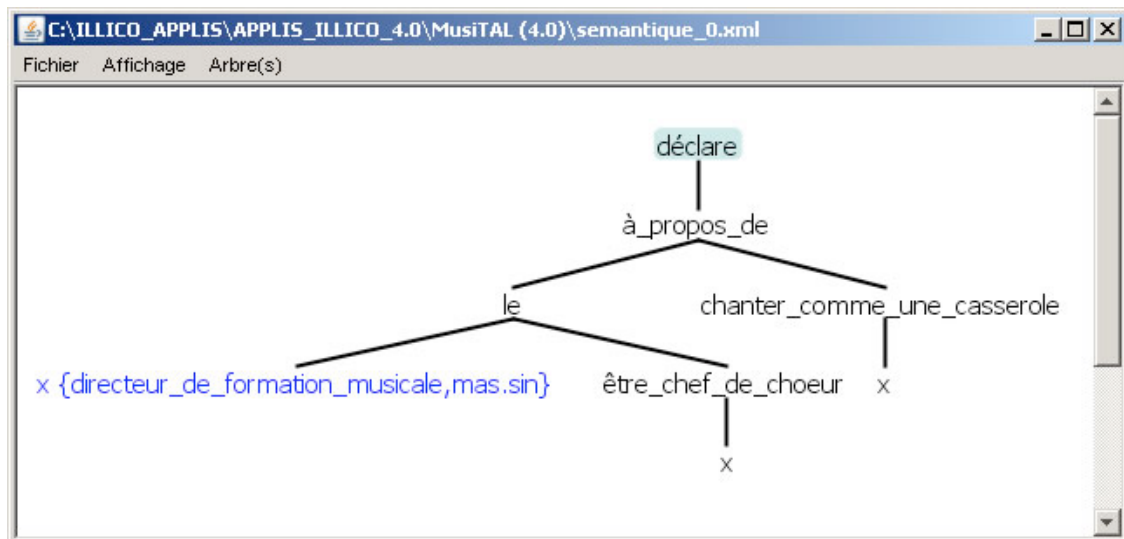 C:\ILLICO_APPLIS\APPLIS_ILLICO_4.0\MusiTAL (4.0)\semantique_0.xml
Fichier Affichage Arbre(s)
déclare
à_propos_de
le chanter_comme_une_casserole
x {directeur_de_formation_musicale,mas.sin} être_chef_de_choeur x
x